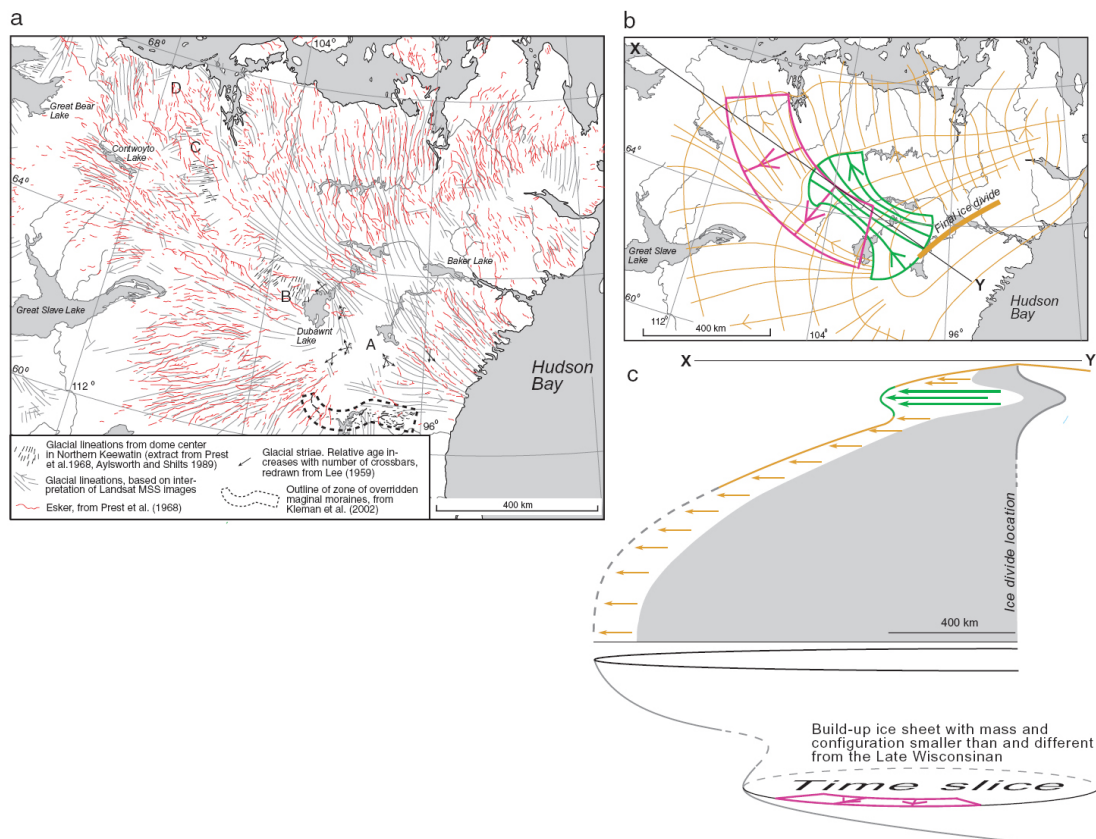 a
68°
104°
D
Great Bear
Lake
Contwoyto
Lake
C
64°
Baker Lake
B
Great Slave Lake
Dubawnt
Lake
A
Hudson
Bay
60°
112°
96°
Glacial lineations from dome center
in Northern Keewatin (extract from Prest
et al.1968, Aylsworth and Shilts 1989)
Glacial lineations, based on inter-
pretation of Landsat MSS images
Esker, from Prest et al. (1968)
Glacial striae. Relative age in-
creases with number of crossbars,
redrawn from Lee (1959)
Outline of zone of overridden
maginal moraines, from
Kleman et al. (2002)
400 km
b
X
68°
104°
64°
Final ice divide
Great Slave
Lake
Y
60°
Hudson
Bay
112°
400 km
104°
96°
X
Y
c
Ice divide location
400 km
Build-up ice sheet with mass and
configuration smaller than and different
from the Late Wisconsinan
Time slice